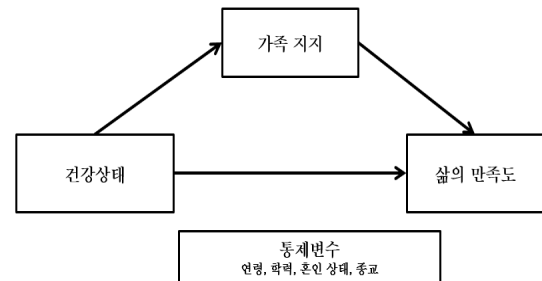 가족 지지
건강상태
삶의 만족도
통제변수
연령, 학력, 혼인 상태, 종교